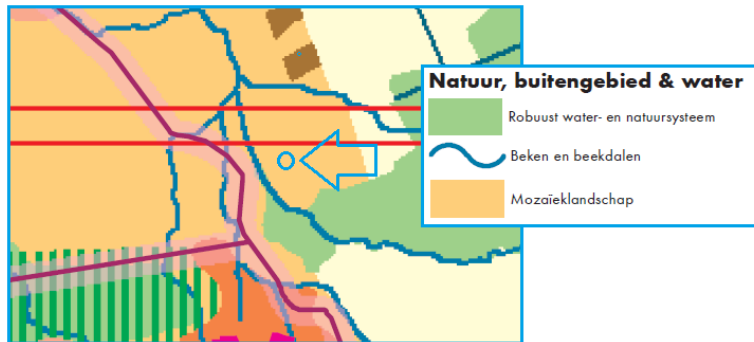 Natuur, buitengebied & water
Robuust water- en natuursysteem
Beken en beekdalen
Mozaïeklandschap